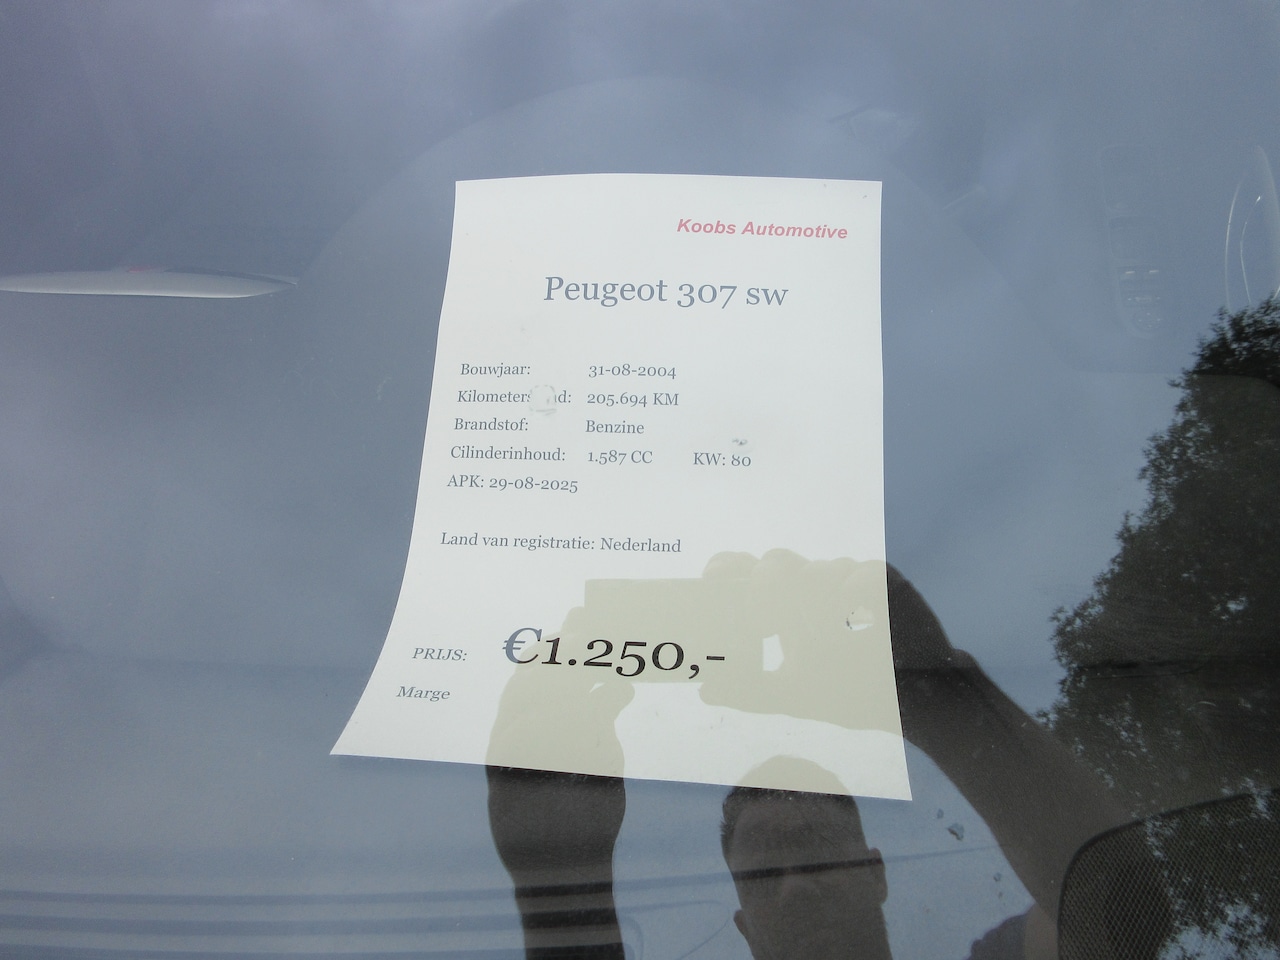 Koobs Automotive
Peugeot 307 sw
Bouwjaar: 31-08-2004
205.694 KM
Brandstof: Benzine
Cilinderinhoud: 1.587 CC KW: 80
APK: 29-08-2025
Land van registratie: Nederland
PRIJS: €1.250,-
Marge